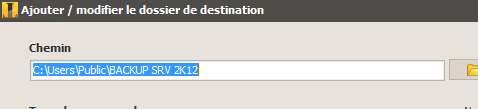 Ajouter / modifier le dossier de destination
Chemin
C:\Users\Public\BACKUP SRV 2K12